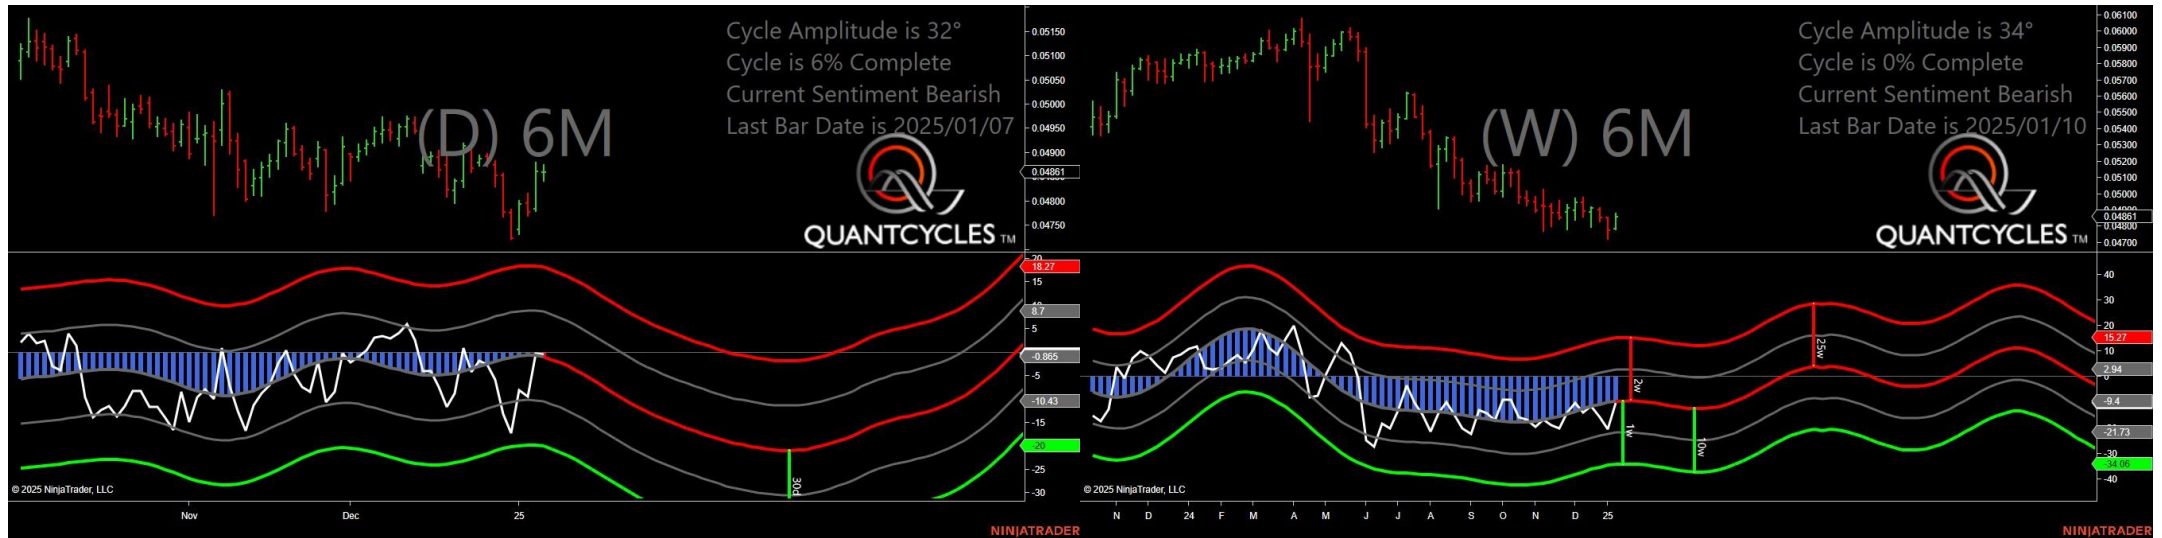 Cycle Amplitude is 32°
Cycle is 6% Complete
Current Sentiment Bearish
Last Bar Date is 2025/01/07
(D) 6M
QUANTCYCLES TM
0.05150
0.05100
0.05050
0.05000
0.04950
0.04900
0.04861
0.04800
0.04750
20
18.27
15
8.7
5
-0.865
-5
-10.43
-15
-20
-25
-30
30d
© 2025 NinjaTrader, LLC
Nov
Dec
25
NINJATRADER
Cycle Amplitude is 34°
Cycle is 0% Complete
Current Sentiment Bearish
Last Bar Date is 2025/01/10
(W) 6M
QUANTCYCLES TM
0.06100
0.06000
0.05900
0.05800
0.05700
0.05600
0.05500
0.05400
0.05300
0.05200
0.05100
0.05000
0.04861
0.04800
0.04700
40
30
20
15.27
10
2.94
0
-9.4
-21.73
-30
-34.06
-40
2w
1w
10w
25w
© 2025 NinjaTrader, LLC
N D 24 F M A M J J A S O N D 25
NINJATRADER